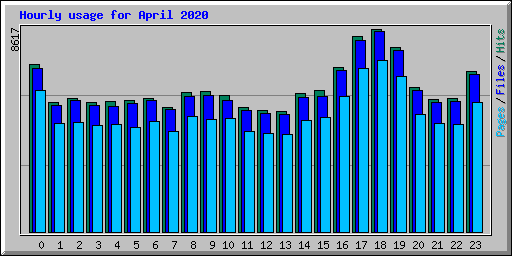 Hourly usage for April 2020
8617
Pages/Files/Hits
0 1 2 3 4 5 6 7 8 9 10 11 12 13 14 15 16 17 18 19 20 21 22 23